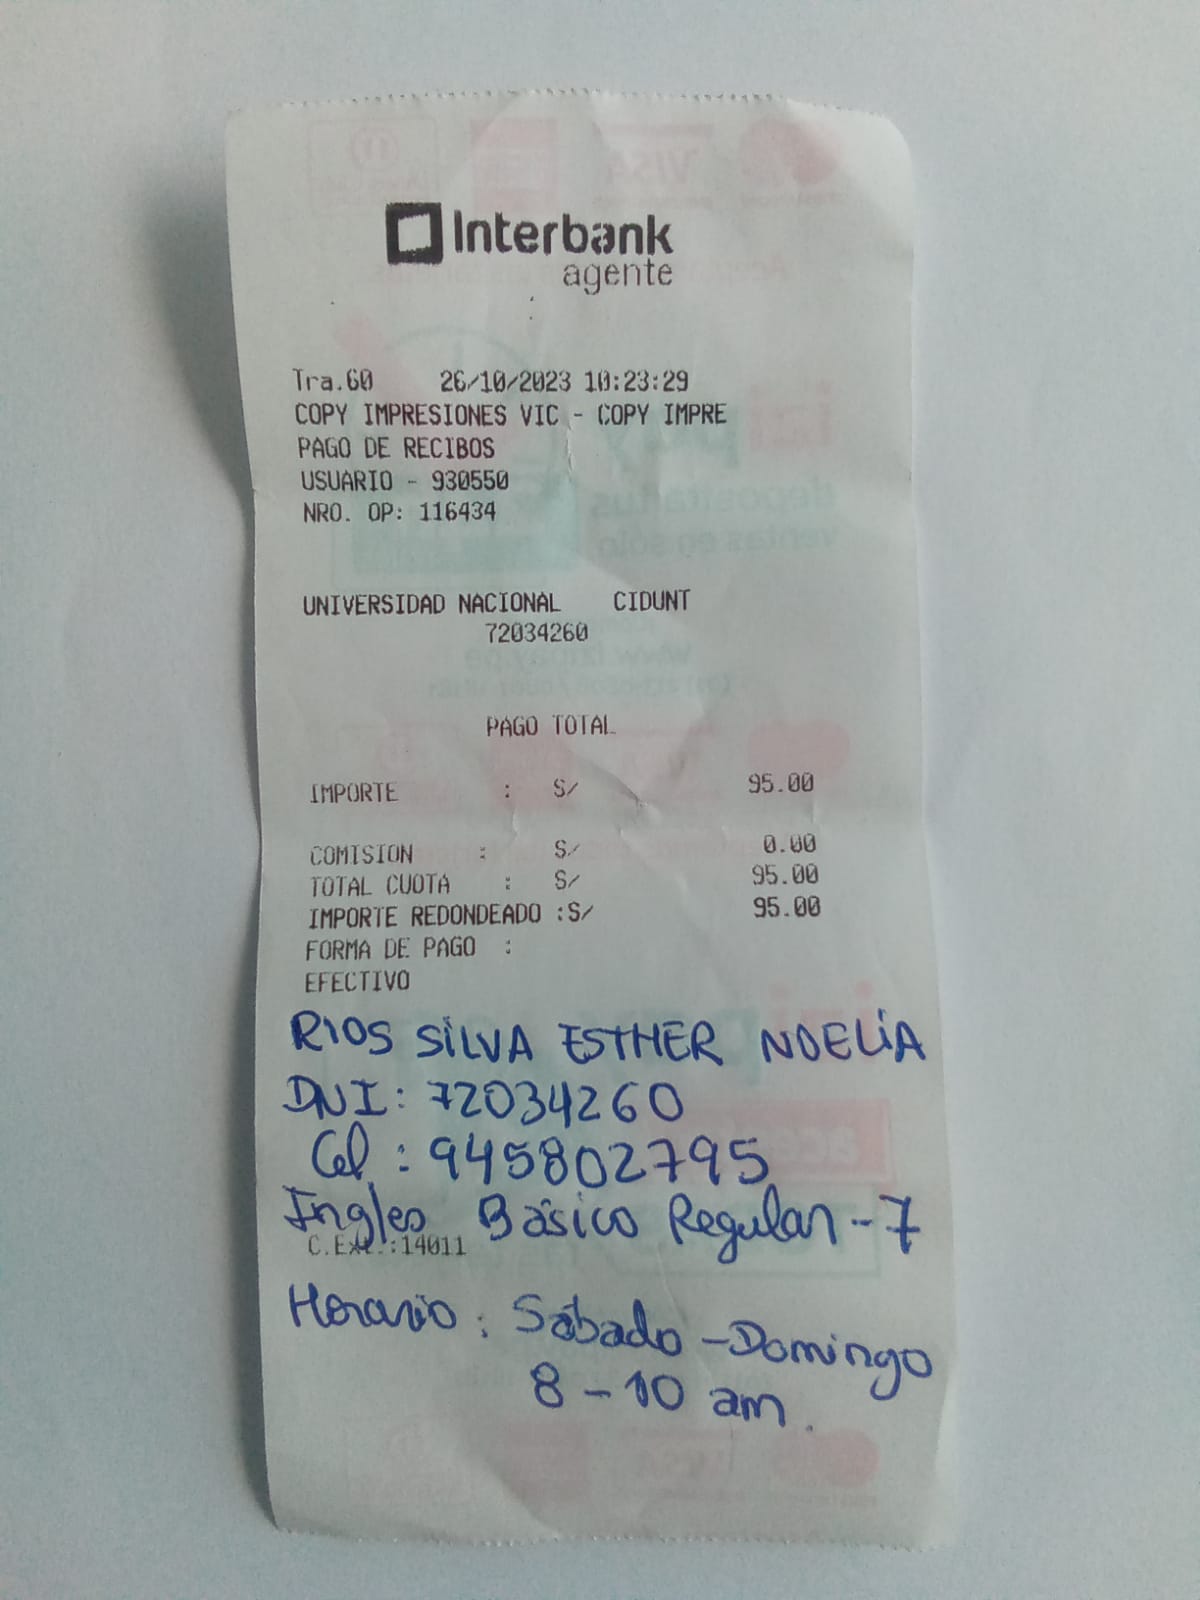 Interbank
agente
Tra.60 26/10/2023 10:23:29
COPY IMPRESIONES VIC - COPY IMPRE
PAGO DE RECIBOS
USUARIO - 930550
NRO. OP: 116434
UNIVERSIDAD NACIONAL CIDUNT
72034260
PAGO TOTAL
IMPORTE : S/ 95.00
COMISION : S/ 0.00
TOTAL CUOTA : S/ 95.00
IMPORTE REDONDEADO :S/ 95.00
FORMA DE PAGO :
EFECTIVO
RIOS SILVA ESTHER NOELIA
DNI: 72034260
Cel : 945802795
Ingles Básico Regular - 7
C.Ext.:14011
Horario : Sábado - Domingo
8 - 10 am.